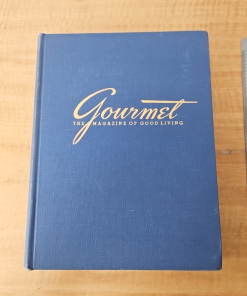 Gourmet
THE MAGAZINE OF GOOD LIVING